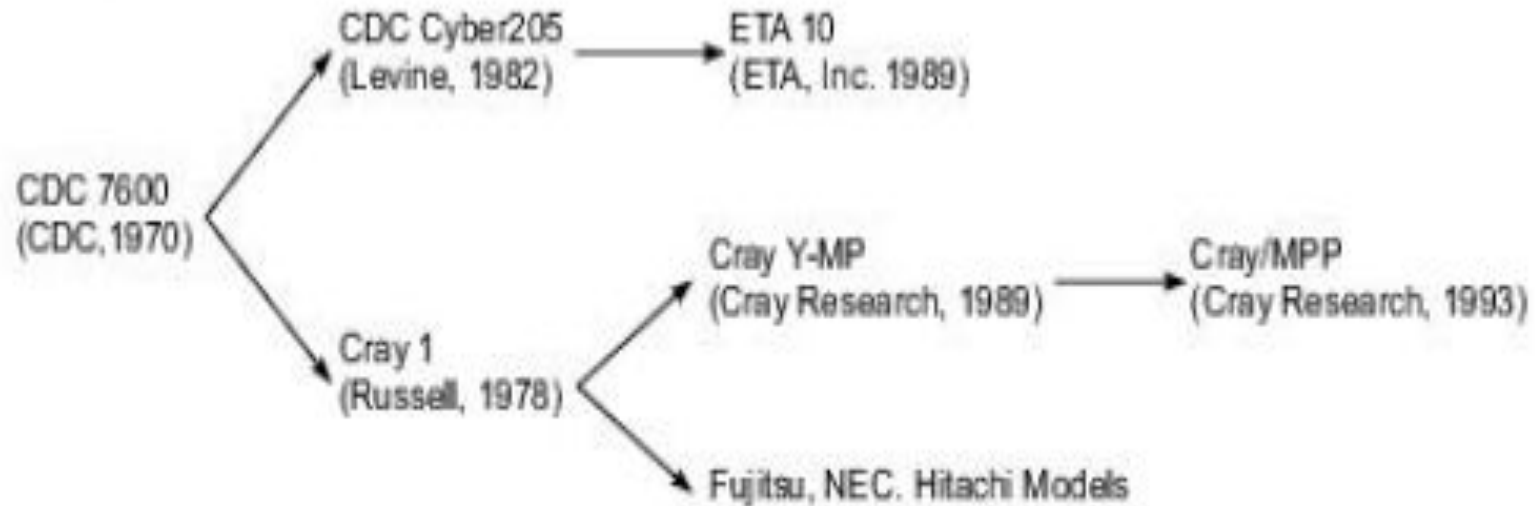 CDC Cyber205
(Levine, 1982)
ETA 10
(ETA, Inc. 1989)
CDC 7600
(CDC, 1970)
Cray Y-MP
(Cray Research, 1989)
Cray/MPP
(Cray Research, 1993)
Cray 1
(Russell, 1978)
Fujitsu, NEC. Hitachi Models